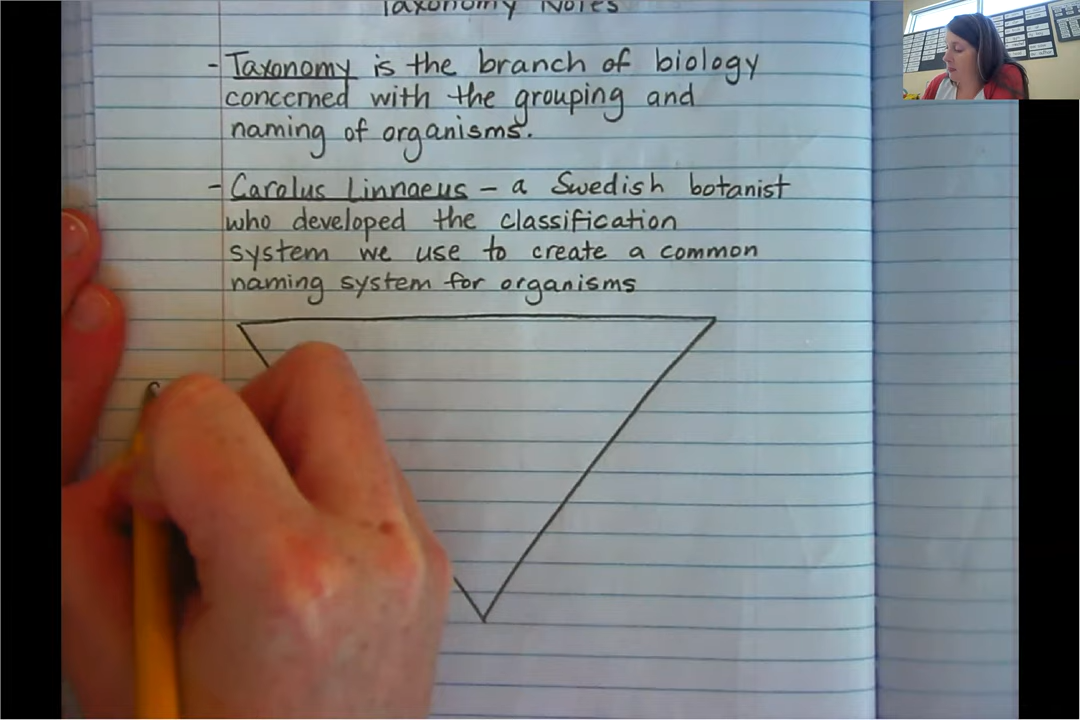 Taxonomy Notes
- Taxonomy is the branch of biology
concerned with the grouping and
naming of organisms.
- Carolus Linnaeus - a Swedish botanist
who developed the classification
system we use to create a common
naming system for organisms